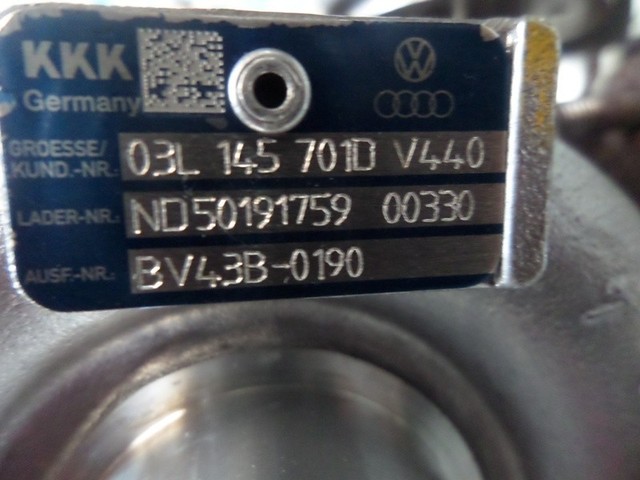 KKK
Germany
GROESSE/
KUND.-NR.: 03L 145 701D V440
LADER-NR.: ND50191759 00330
AUSF.-NR.: BV43B-0190